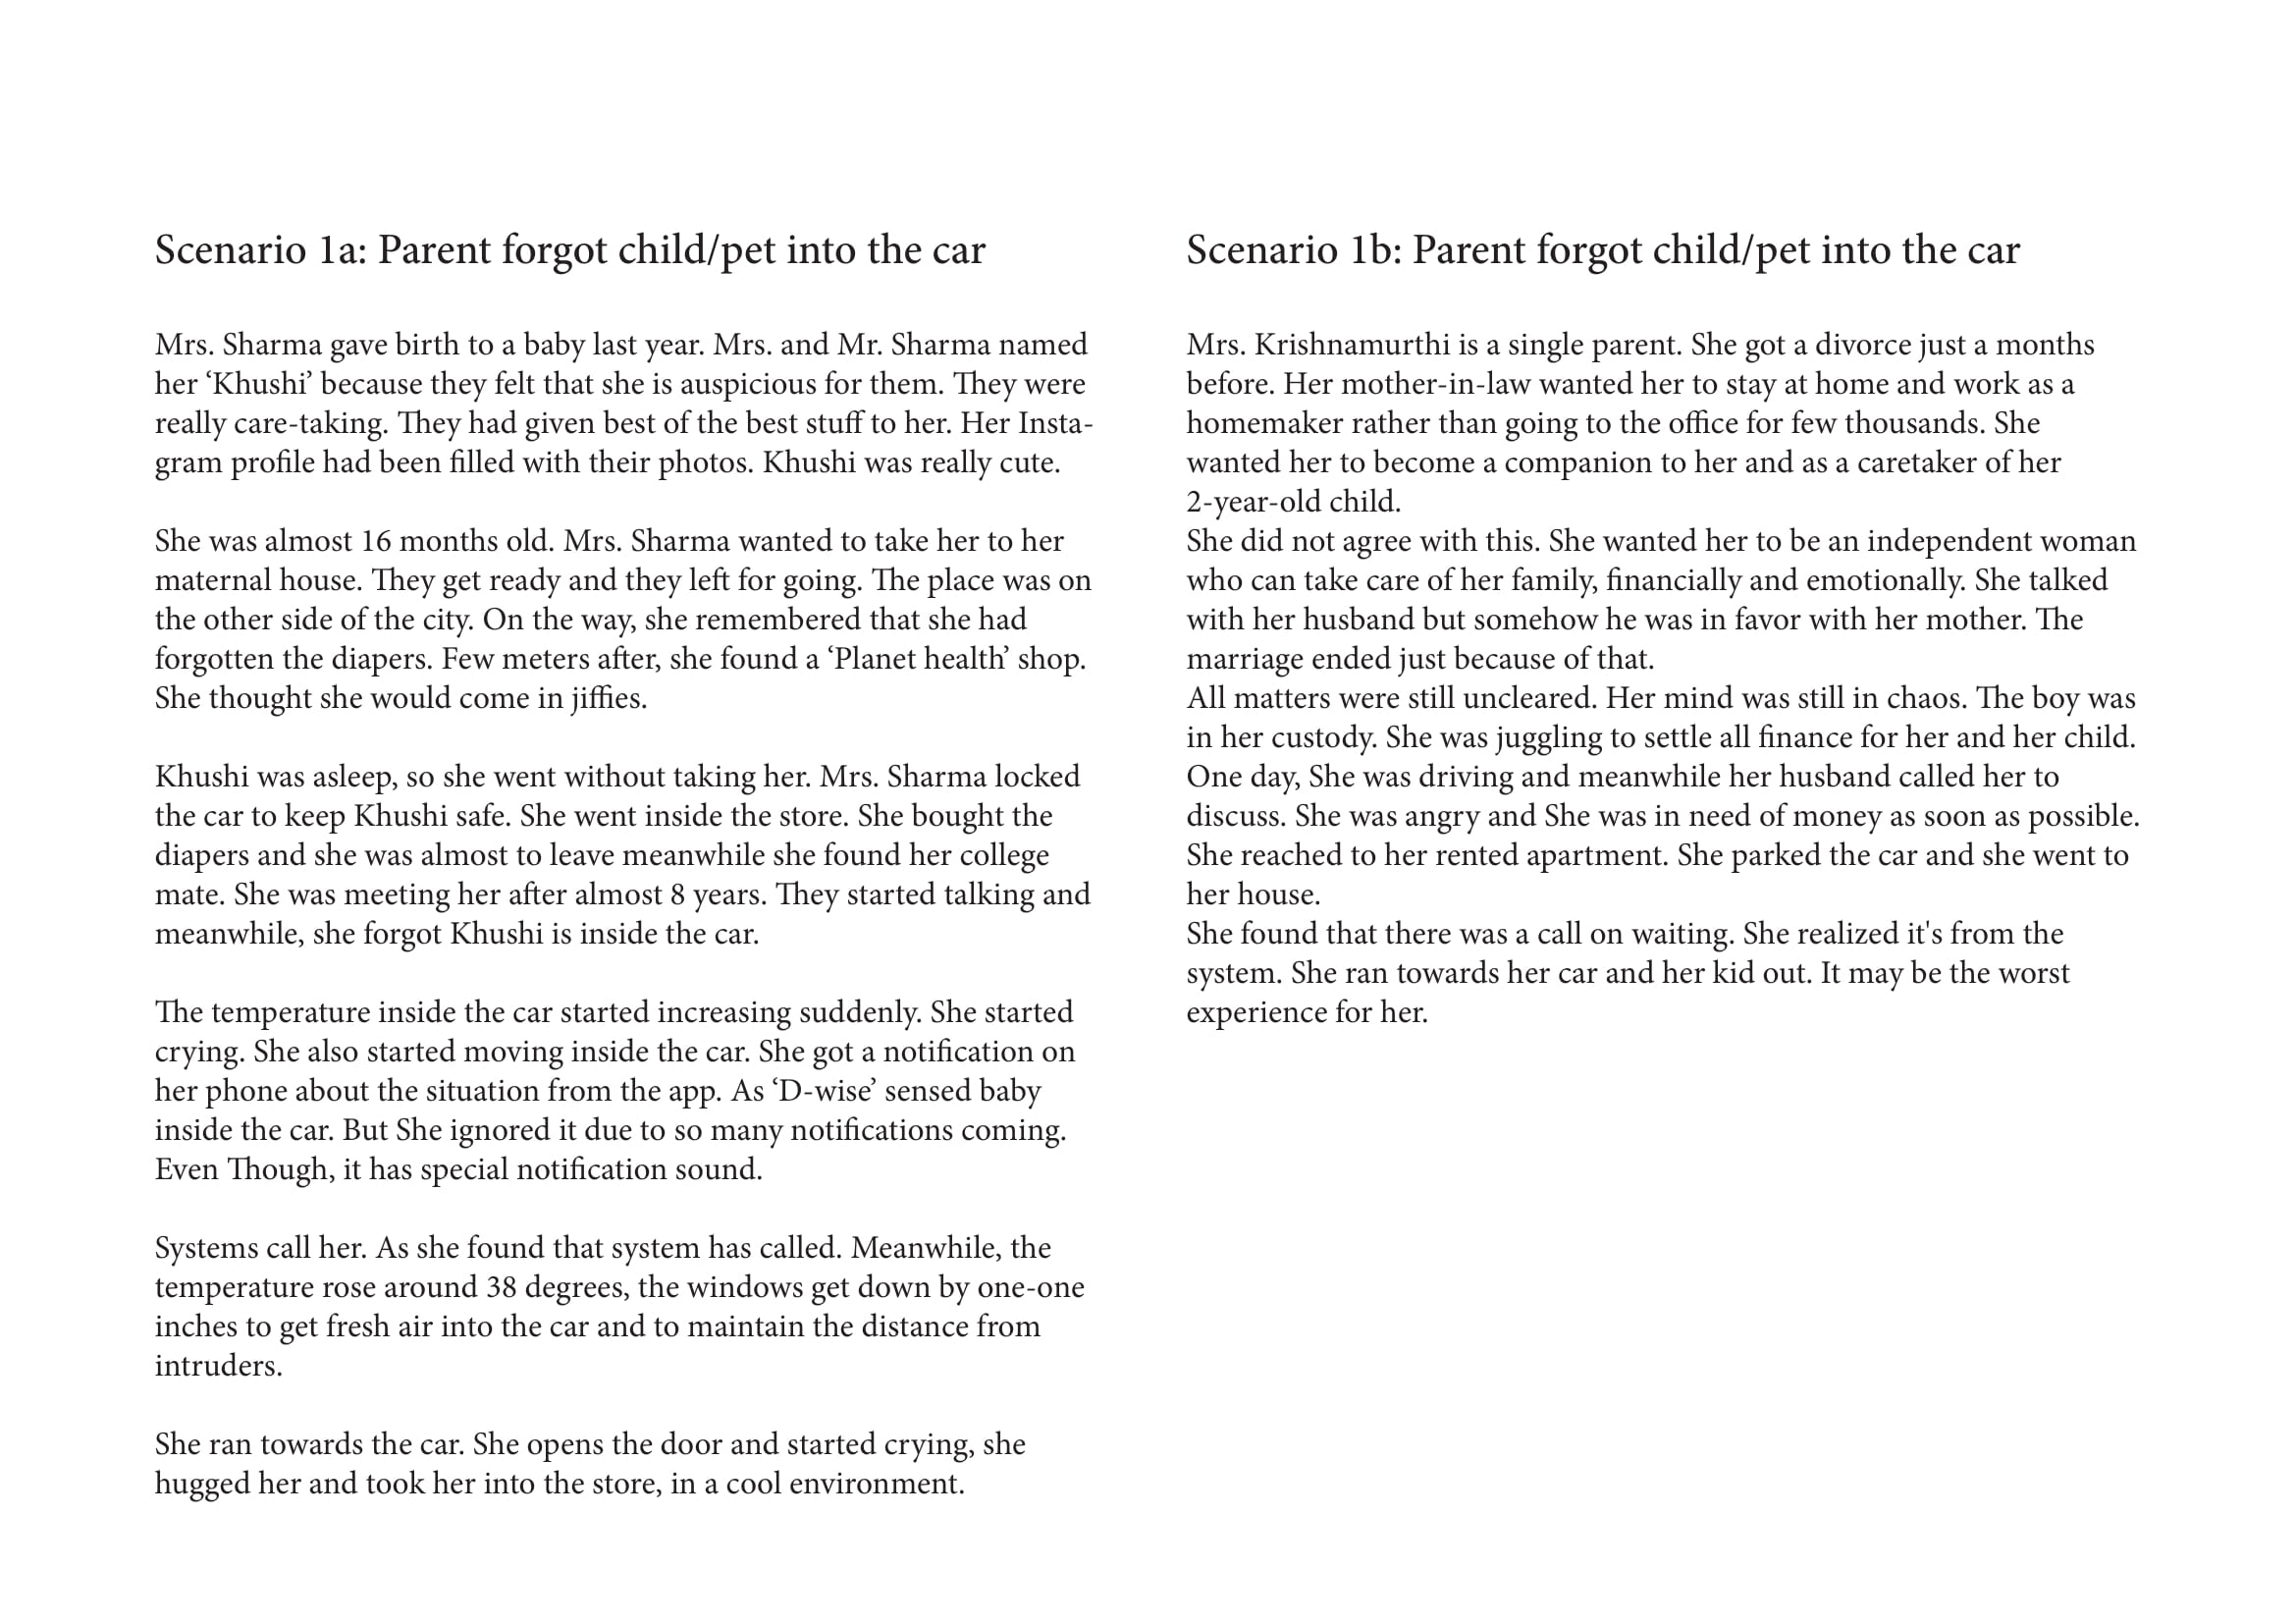 Scenario 1a: Parent forgot child/pet into the car
Mrs. Sharma gave birth to a baby last year. Mrs. and Mr. Sharma named
her ‘Khushi’ because they felt that she is auspicious for them. They were
really care-taking. They had given best of the best stuff to her. Her Insta-
gram profile had been filled with their photos. Khushi was really cute.
She was almost 16 months old. Mrs. Sharma wanted to take her to her
maternal house. They get ready and they left for going. The place was on
the other side of the city. On the way, she remembered that she had
forgotten the diapers. Few meters after, she found a ‘Planet health’ shop.
She thought she would come in jiffies.
Khushi was asleep, so she went without taking her. Mrs. Sharma locked
the car to keep Khushi safe. She went inside the store. She bought the
diapers and she was almost to leave meanwhile she found her college
mate. She was meeting her after almost 8 years. They started talking and
meanwhile, she forgot Khushi is inside the car.
The temperature inside the car started increasing suddenly. She started
crying. She also started moving inside the car. She got a notification on
her phone about the situation from the app. As ‘D-wise’ sensed baby
inside the car. But She ignored it due to so many notifications coming.
Even Though, it has special notification sound.
Systems call her. As she found that system has called. Meanwhile, the
temperature rose around 38 degrees, the windows get down by one-one
inches to get fresh air into the car and to maintain the distance from
intruders.
She ran towards the car. She opens the door and started crying, she
hugged her and took her into the store, in a cool environment.
Scenario 1b: Parent forgot child/pet into the car
Mrs. Krishnamurthi is a single parent. She got a divorce just a months
before. Her mother-in-law wanted her to stay at home and work as a
homemaker rather than going to the office for few thousands. She
wanted her to become a companion to her and as a caretaker of her
2-year-old child.
She did not agree with this. She wanted her to be an independent woman
who can take care of her family, financially and emotionally. She talked
with her husband but somehow he was in favor with her mother. The
marriage ended just because of that.
All matters were still uncleared. Her mind was still in chaos. The boy was
in her custody. She was juggling to settle all finance for her and her child.
One day, She was driving and meanwhile her husband called her to
discuss. She was angry and She was in need of money as soon as possible.
She reached to her rented apartment. She parked the car and she went to
her house.
She found that there was a call on waiting. She realized it's from the
system. She ran towards her car and her kid out. It may be the worst
experience for her.